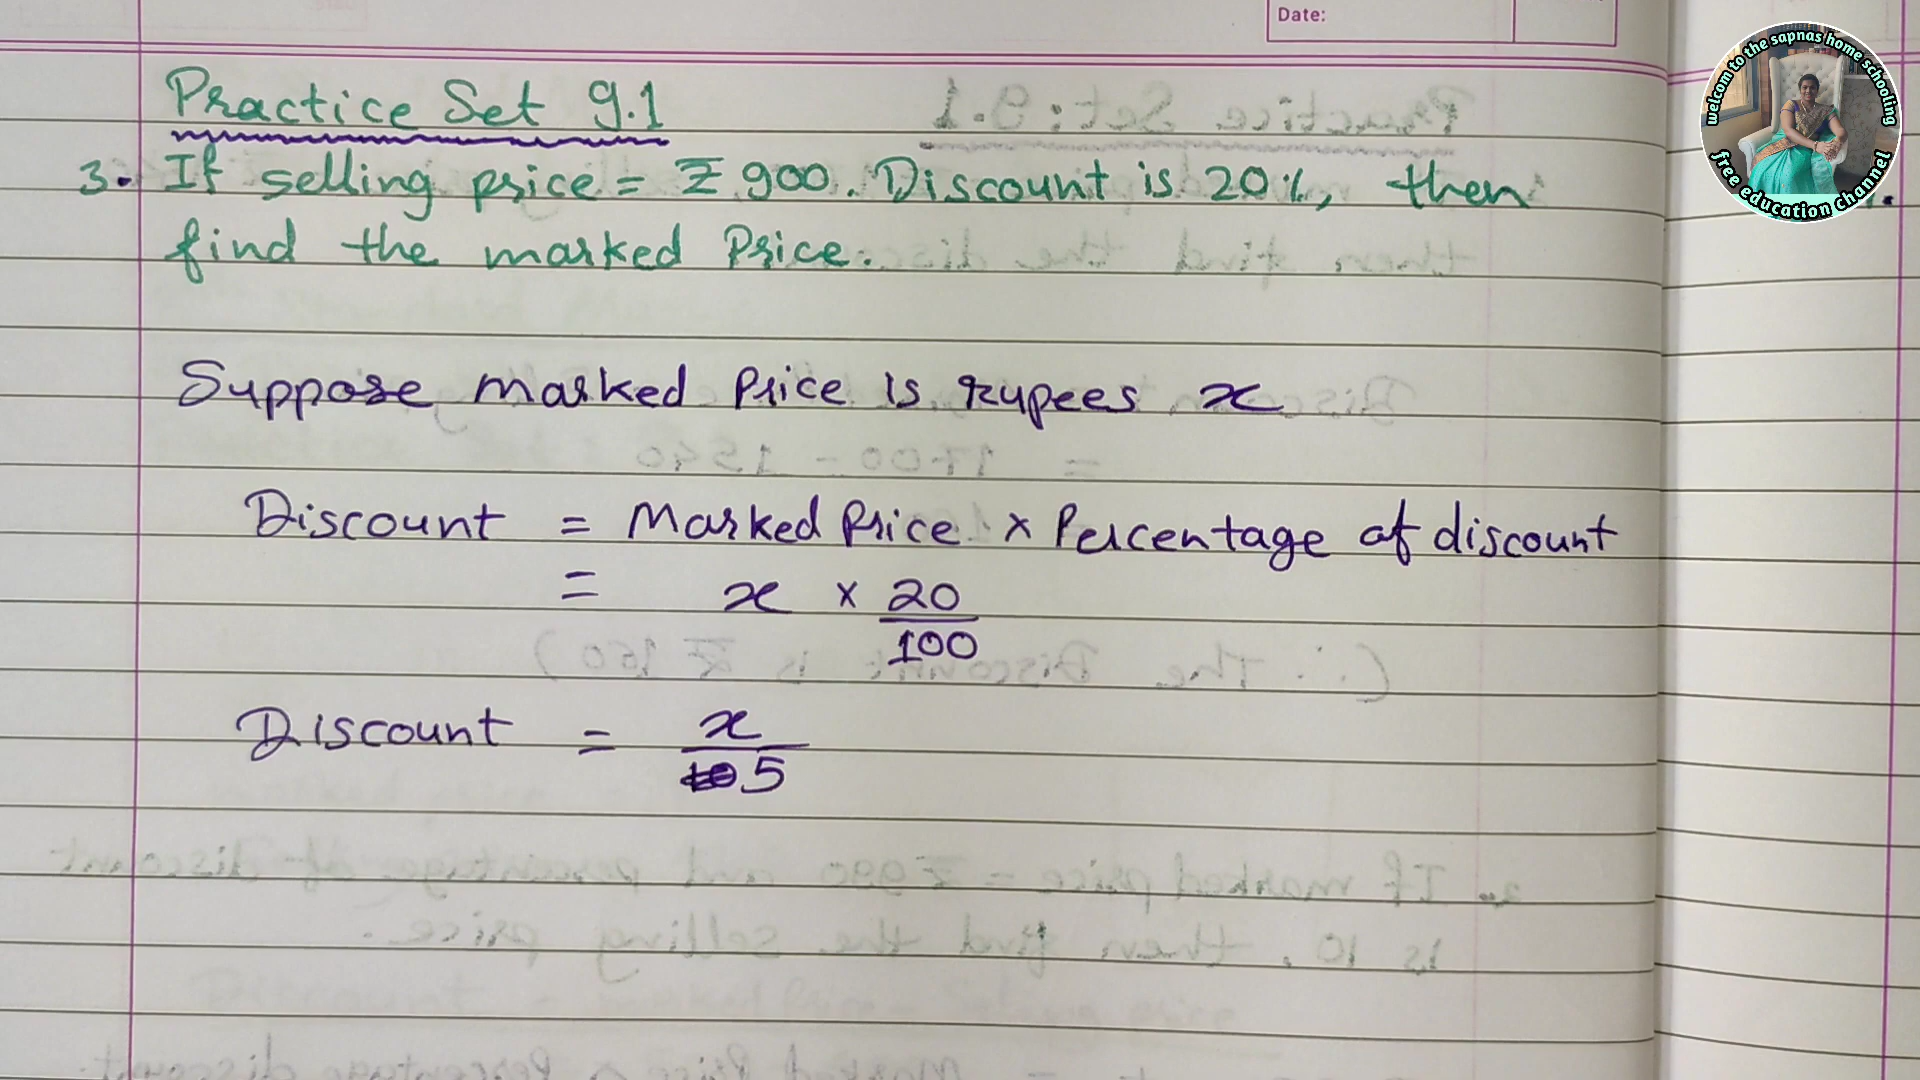 Date:
welcom to the sapnas home schooling
free education channel
Practice Set 9.1
3. If selling price = ₹ 900. Discount is 20%, then
find the marked Price.
Suppose marked Price is rupees x
Discount = Marked Price × Percentage of discount
= x × 20/100
Discount = x/5